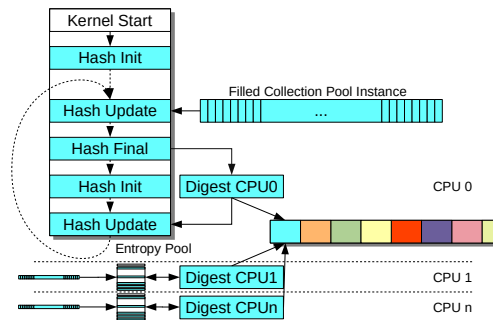 Kernel Start
Hash Init
Filled Collection Pool Instance
Hash Update
...
Hash Final
Hash Init
Digest CPU0
CPU 0
Hash Update
Entropy Pool
Digest CPU1
CPU 1
Digest CPUn
CPU n